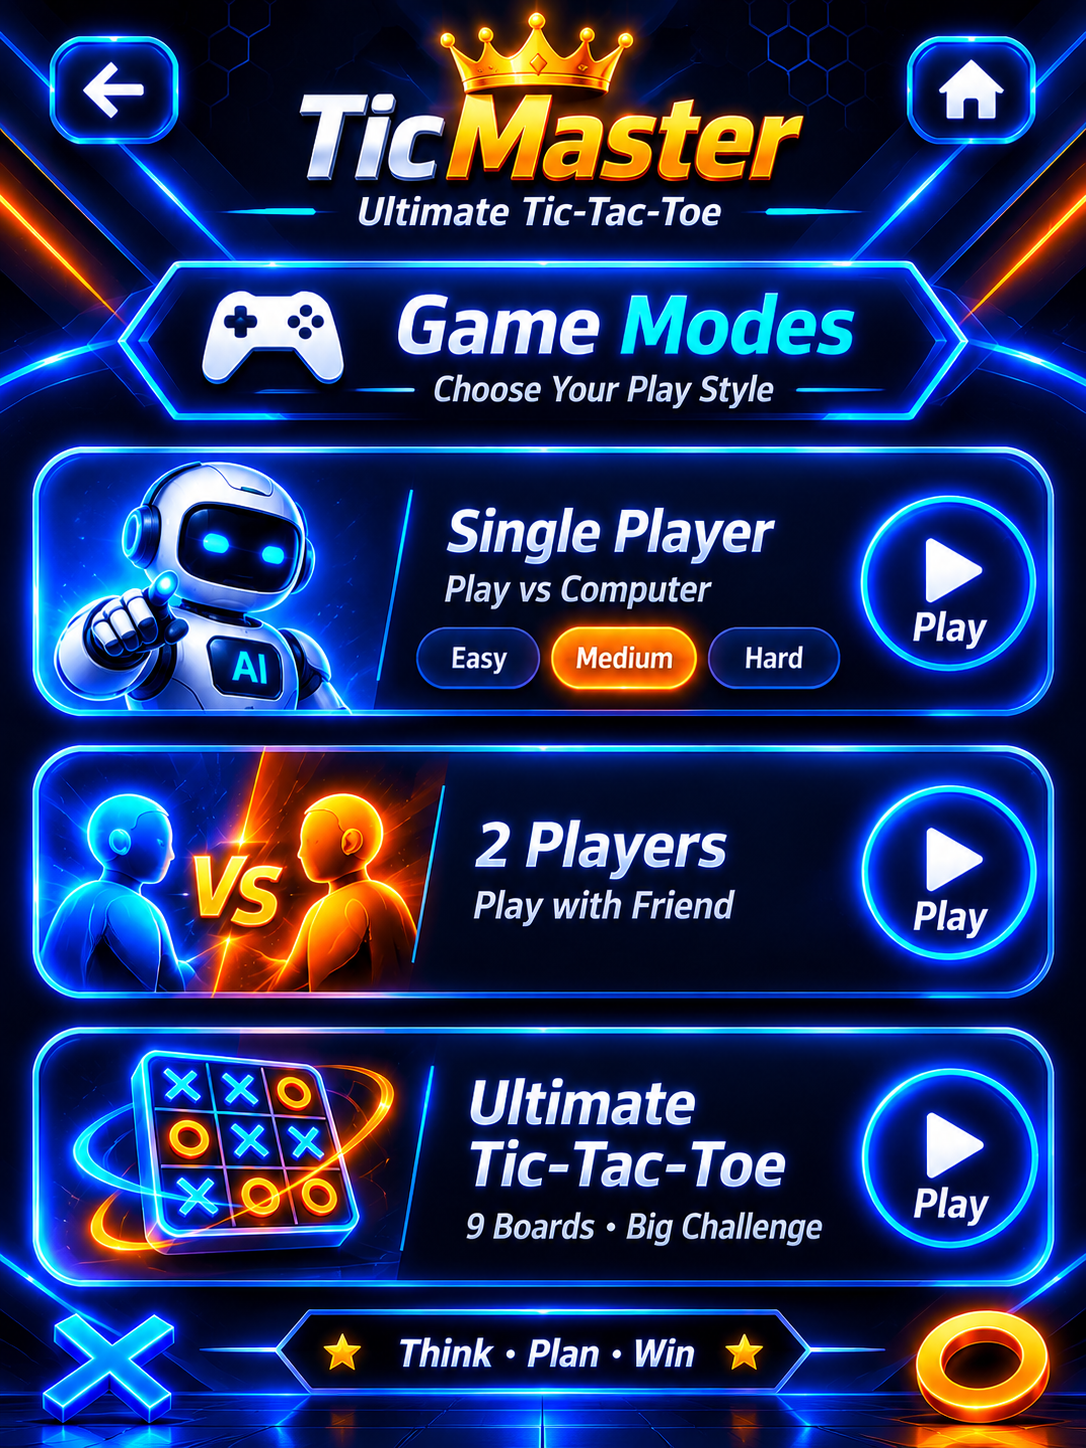 TicMaster
Ultimate Tic-Tac-Toe
Game Modes
Choose Your Play Style
AI
Single Player
Play vs Computer
Easy
Medium
Hard
Play
VS
2 Players
Play with Friend
Play
Ultimate
Tic-Tac-Toe
9 Boards • Big Challenge
Play
Think • Plan • Win